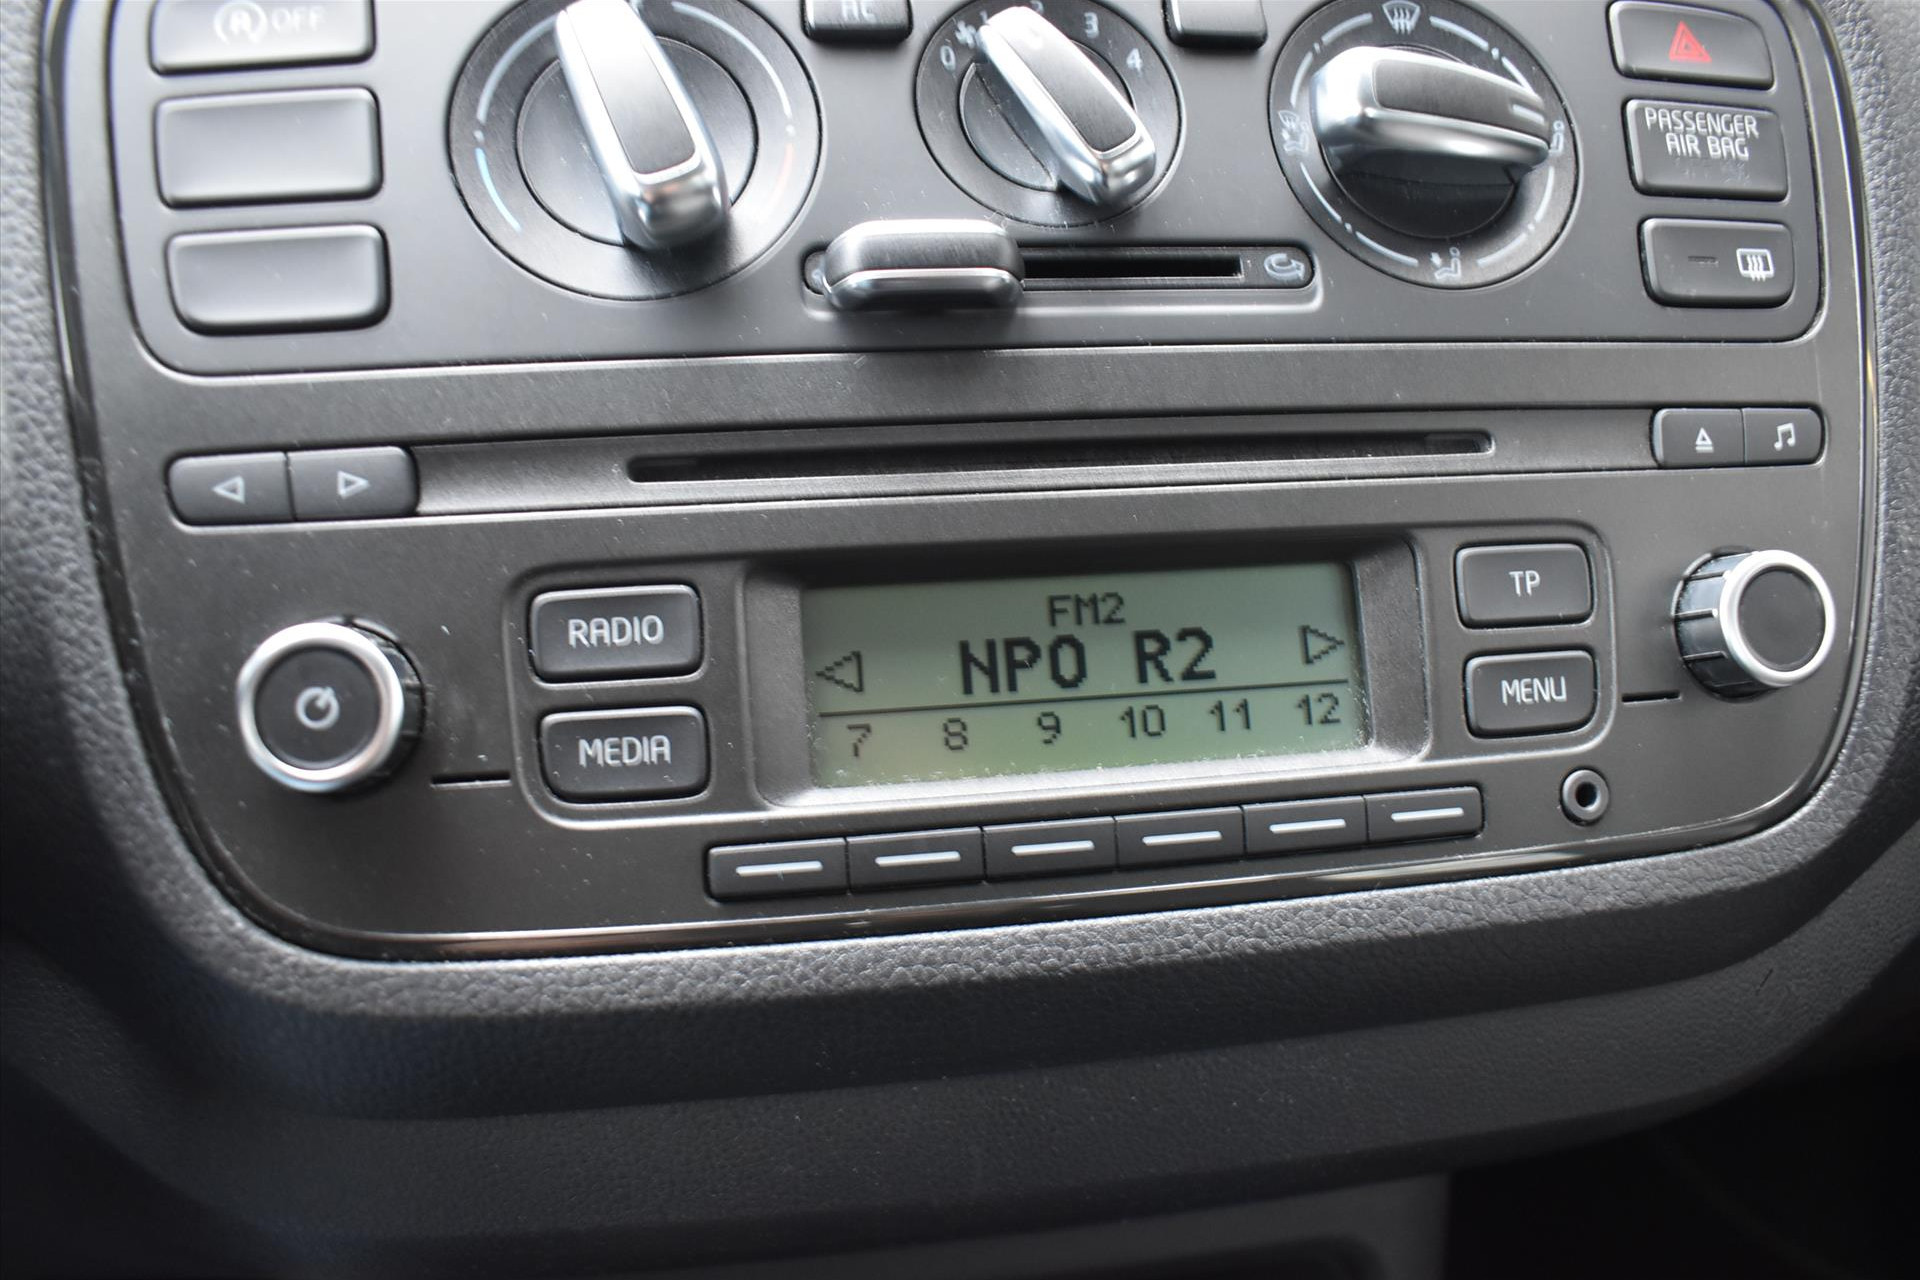 OFF
AC
0 1 2 3 4
PASSENGER
AIR BAG
RADIO
MEDIA
FM2
NPO R2
7 8 9 10 11 12
TP
MENU